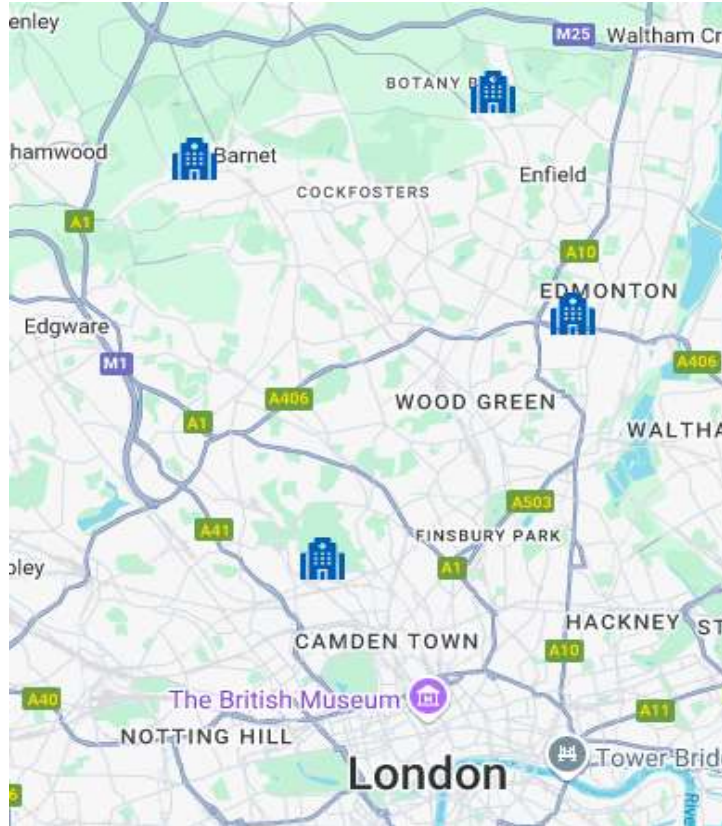 enley
M25
Waltham Cr
BOTANY B
hamwood
Barnet
COCKFOSTERS
Enfield
A1
A10
EDMONTON
Edgware
M1
A406
A406
A1
WOOD GREEN
WALTHA
A503
A41
FINSBURY PARK
oley
A1
HACKNEY
ST
CAMDEN TOWN
A10
A40
The British Museum
A11
NOTTING HILL
London
Tower Brid
6
Rive